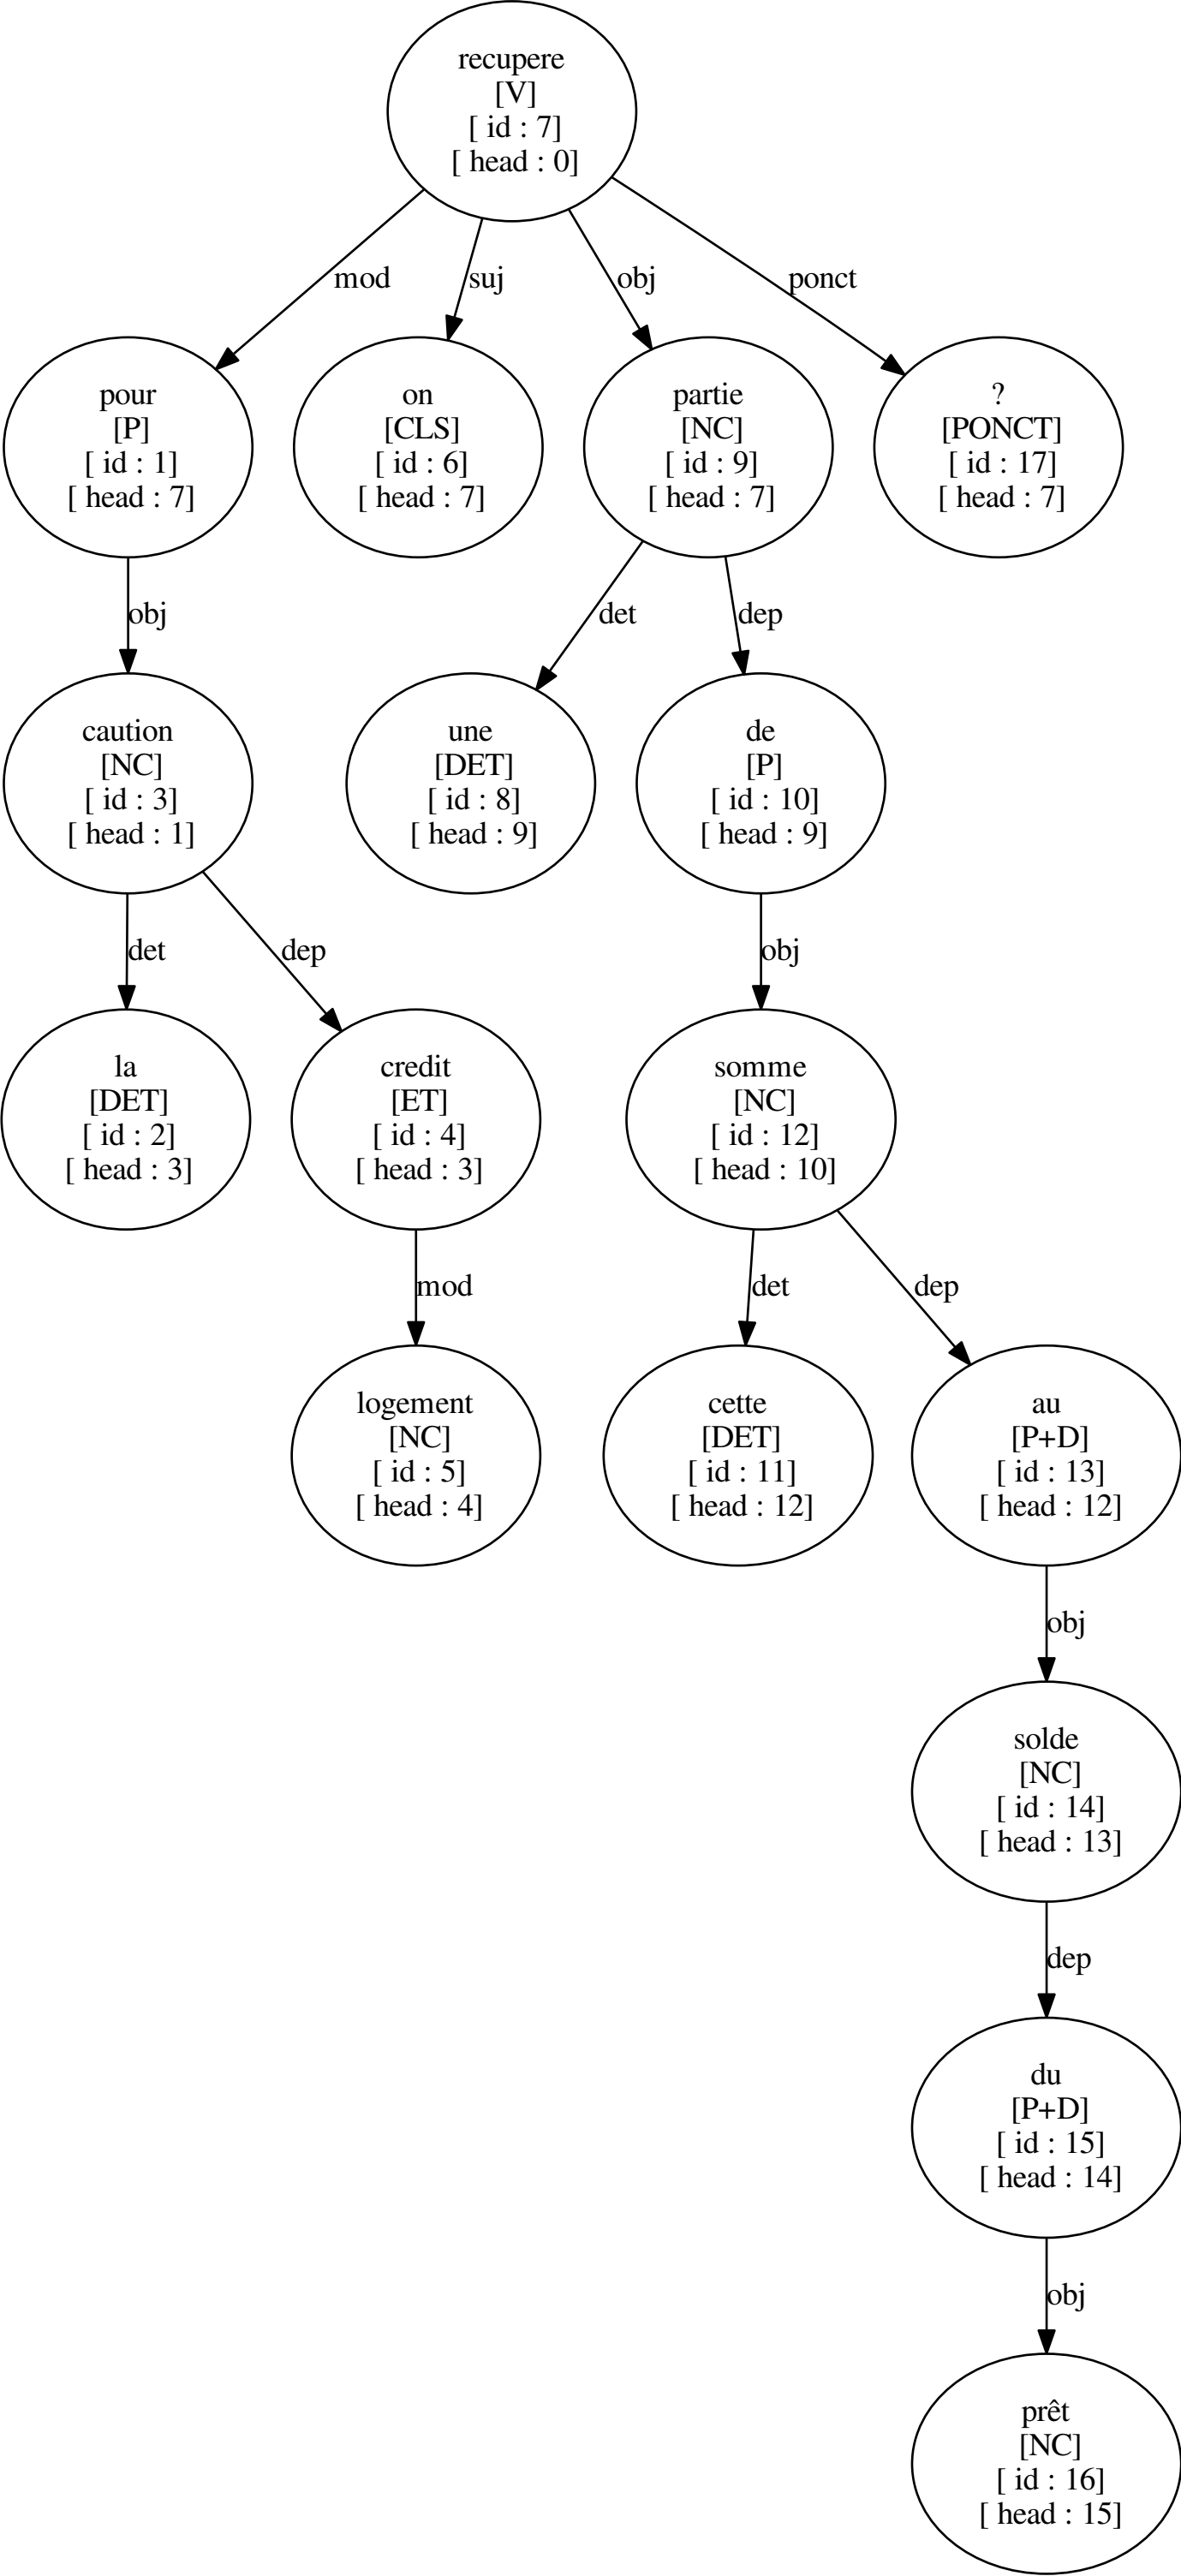 recupere
[V]
[ id : 7]
[ head : 0]
mod
suj
obj
ponct
pour
[P]
[ id : 1]
[ head : 7]
on
[CLS]
[ id : 6]
[ head : 7]
partie
[NC]
[ id : 9]
[ head : 7]
?
[PONCT]
[ id : 17]
[ head : 7]
obj
det
dep
caution
[NC]
[ id : 3]
[ head : 1]
une
[DET]
[ id : 8]
[ head : 9]
de
[P]
[ id : 10]
[ head : 9]
det
dep
obj
la
[DET]
[ id : 2]
[ head : 3]
credit
[ET]
[ id : 4]
[ head : 3]
somme
[NC]
[ id : 12]
[ head : 10]
mod
det
dep
logement
[NC]
[ id : 5]
[ head : 4]
cette
[DET]
[ id : 11]
[ head : 12]
au
[P+D]
[ id : 13]
[ head : 12]
obj
solde
[NC]
[ id : 14]
[ head : 13]
dep
du
[P+D]
[ id : 15]
[ head : 14]
obj
prêt
[NC]
[ id : 16]
[ head : 15]